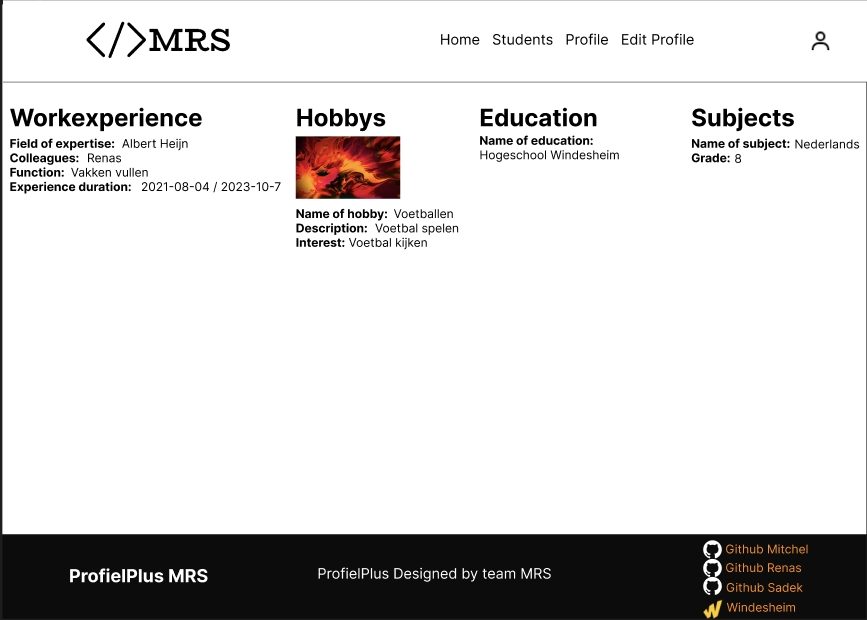 </>MRS
Home Students Profile Edit Profile
Workexperience
Field of expertise: Albert Heijn
Colleagues: Renas
Function: Vakken vullen
Experience duration: 2021-08-04 / 2023-10-7
Hobbys
Name of hobby: Voetballen
Description: Voetbal spelen
Interest: Voetbal kijken
Education
Name of education:
Hogeschool Windesheim
Subjects
Name of subject: Nederlands
Grade: 8
ProfielPlus MRS
ProfielPlus Designed by team MRS
Github Mitchel
Github Renas
Github Sadek
Windesheim